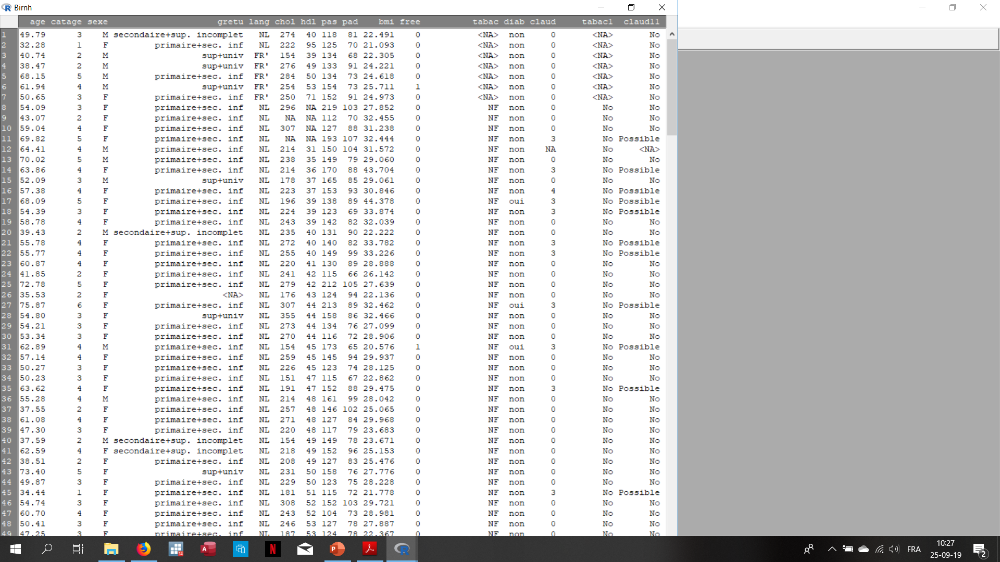 Birnh
age catage sexe gretu lang chol hdl pas pad bmi free tabac diab claud tabac1 claud11
1 49.79 3 M secondaire+sup. incomplet NL 274 40 118 81 22.491 0 <NA> non 0 <NA> No
2 32.28 1 F primaire+sec. inf NL 222 95 125 70 21.093 0 <NA> non 0 <NA> No
3 40.74 2 M sup+univ FR' 154 39 134 68 22.305 0 <NA> non 0 <NA> No
4 38.47 2 M sup+univ FR' 276 49 133 91 24.221 0 <NA> non 0 <NA> No
5 68.15 5 M primaire+sec. inf FR' 284 50 134 73 24.618 0 <NA> non 0 <NA> No
6 61.94 4 M sup+univ FR' 254 53 154 73 25.711 1 <NA> non 0 <NA> No
7 50.65 3 F primaire+sec. inf FR' 250 71 152 91 24.973 0 <NA> non 0 <NA> No
8 54.09 3 F primaire+sec. inf NL 296 NA 219 103 27.852 0 NF non 0 No No
9 43.07 2 F primaire+sec. inf NL NA NA 112 70 32.455 0 NF non 0 No No
10 59.04 4 F primaire+sec. inf NL 307 NA 127 88 31.238 0 NF non 0 No No
11 69.82 5 F primaire+sec. inf NL NA NA 193 107 32.444 0 NF non 3 No Possible
12 64.41 4 M primaire+sec. inf NL 214 31 150 104 31.572 0 NF non NA No <NA>
13 70.02 5 M primaire+sec. inf NL 238 35 149 79 29.060 0 NF non 0 No No
14 63.86 4 F primaire+sec. inf NL 214 36 170 88 43.704 0 NF non 3 No Possible
15 52.09 3 M sup+univ NL 178 37 165 85 29.061 0 NF non 0 No No
16 57.38 4 F primaire+sec. inf NL 223 37 153 93 30.846 0 NF non 4 No Possible
17 68.09 5 F primaire+sec. inf NL 196 39 138 89 44.378 0 NF oui 3 No Possible
18 54.39 3 F primaire+sec. inf NL 224 39 123 69 33.874 0 NF non 3 No Possible
19 58.78 4 F primaire+sec. inf NL 243 39 142 82 32.039 0 NF non 0 No No
20 39.43 2 M secondaire+sup. incomplet NL 235 40 131 90 22.222 0 NF non 0 No No
21 55.78 4 F primaire+sec. inf NL 272 40 140 82 33.782 0 NF non 3 No Possible
22 55.77 4 F primaire+sec. inf NL 255 40 149 99 33.226 0 NF non 3 No Possible
23 60.87 4 F primaire+sec. inf NL 220 41 130 89 28.888 0 NF non 0 No No
24 41.85 2 F primaire+sec. inf NL 241 42 115 66 26.142 0 NF non 0 No No
25 72.78 5 F primaire+sec. inf NL 279 42 212 105 27.639 0 NF non 0 No No
26 35.53 2 F <NA> NL 176 43 124 94 22.136 0 NF non 0 No No
27 75.87 6 F primaire+sec. inf NL 307 44 213 89 32.462 0 NF oui 3 No Possible
28 54.80 3 F sup+univ NL 355 44 158 86 32.466 0 NF non 0 No No
29 54.21 3 F primaire+sec. inf NL 273 44 134 76 27.099 0 NF non 0 No No
30 53.34 3 F primaire+sec. inf NL 270 44 116 72 28.906 0 NF non 0 No No
31 62.89 4 M primaire+sec. inf NL 154 45 173 65 20.576 1 NF oui 3 No Possible
32 57.14 4 F primaire+sec. inf NL 259 45 145 94 29.937 0 NF non 0 No No
33 50.27 3 F primaire+sec. inf NL 226 45 123 74 28.125 0 NF non 0 No No
34 50.23 3 F primaire+sec. inf NL 151 47 115 67 22.862 0 NF non 0 No No
35 63.62 4 F primaire+sec. inf NL 191 47 152 88 29.475 0 NF non 3 No Possible
36 55.28 4 M primaire+sec. inf NL 214 48 161 99 28.042 0 NF non 0 No No
37 37.55 2 F primaire+sec. inf NL 257 48 146 102 25.065 0 NF non 0 No No
38 61.08 4 F primaire+sec. inf NL 271 48 127 84 29.968 0 NF non 0 No No
39 47.30 3 F primaire+sec. inf NL 220 48 117 79 23.683 0 NF non 0 No No
40 37.59 2 M secondaire+sup. incomplet NL 154 49 149 78 23.671 0 NF non 0 No No
41 62.59 4 F secondaire+sup. incomplet NL 218 49 152 96 25.153 0 NF non 0 No No
42 38.51 2 F primaire+sec. inf NL 208 49 127 83 25.476 0 NF non 0 No No
43 73.40 5 F sup+univ NL 231 50 158 76 27.776 0 NF non 0 No No
44 49.87 3 F primaire+sec. inf NL 229 50 123 75 28.228 0 NF non 0 No No
45 34.44 1 F primaire+sec. inf NL 181 51 115 72 21.778 0 NF non 3 No Possible
46 54.74 3 F primaire+sec. inf NL 308 52 152 103 29.721 0 NF non 0 No No
47 60.70 4 F primaire+sec. inf NL 243 52 104 73 28.981 0 NF non 0 No No
48 50.41 3 F primaire+sec. inf NL 246 53 127 78 27.887 0 NF non 0 No No
49 47.25 3 F primaire+sec. inf NL 187 53 124 78 22.367 0 NF non 0 No No
14
FRA
10:27
25-09-19
2